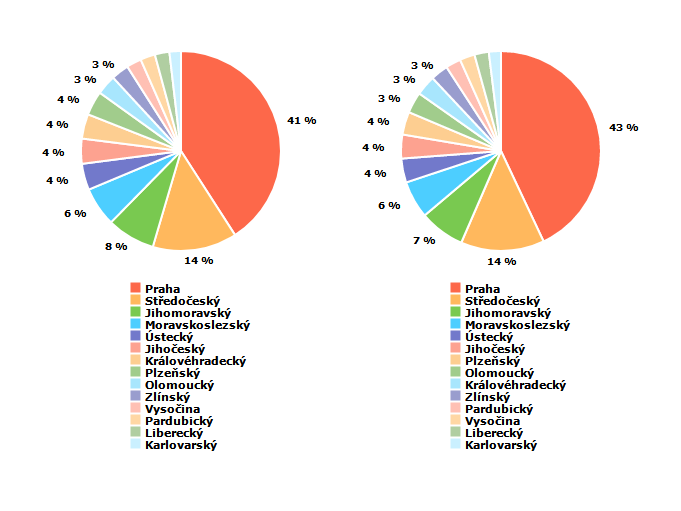 41 %
14 %
8 %
6 %
4 %
4 %
4 %
4 %
3 %
3 %
Praha
Středočeský
Jihomoravský
Moravskoslezský
Ústecký
Jihočeský
Královéhradecký
Plzeňský
Olomoucký
Zlínský
Vysočina
Pardubický
Liberecký
Karlovarský
43 %
14 %
7 %
6 %
4 %
4 %
4 %
3 %
3 %
3 %
Praha
Středočeský
Jihomoravský
Moravskoslezský
Ústecký
Jihočeský
Plzeňský
Olomoucký
Královéhradecký
Zlínský
Pardubický
Vysočina
Liberecký
Karlovarský